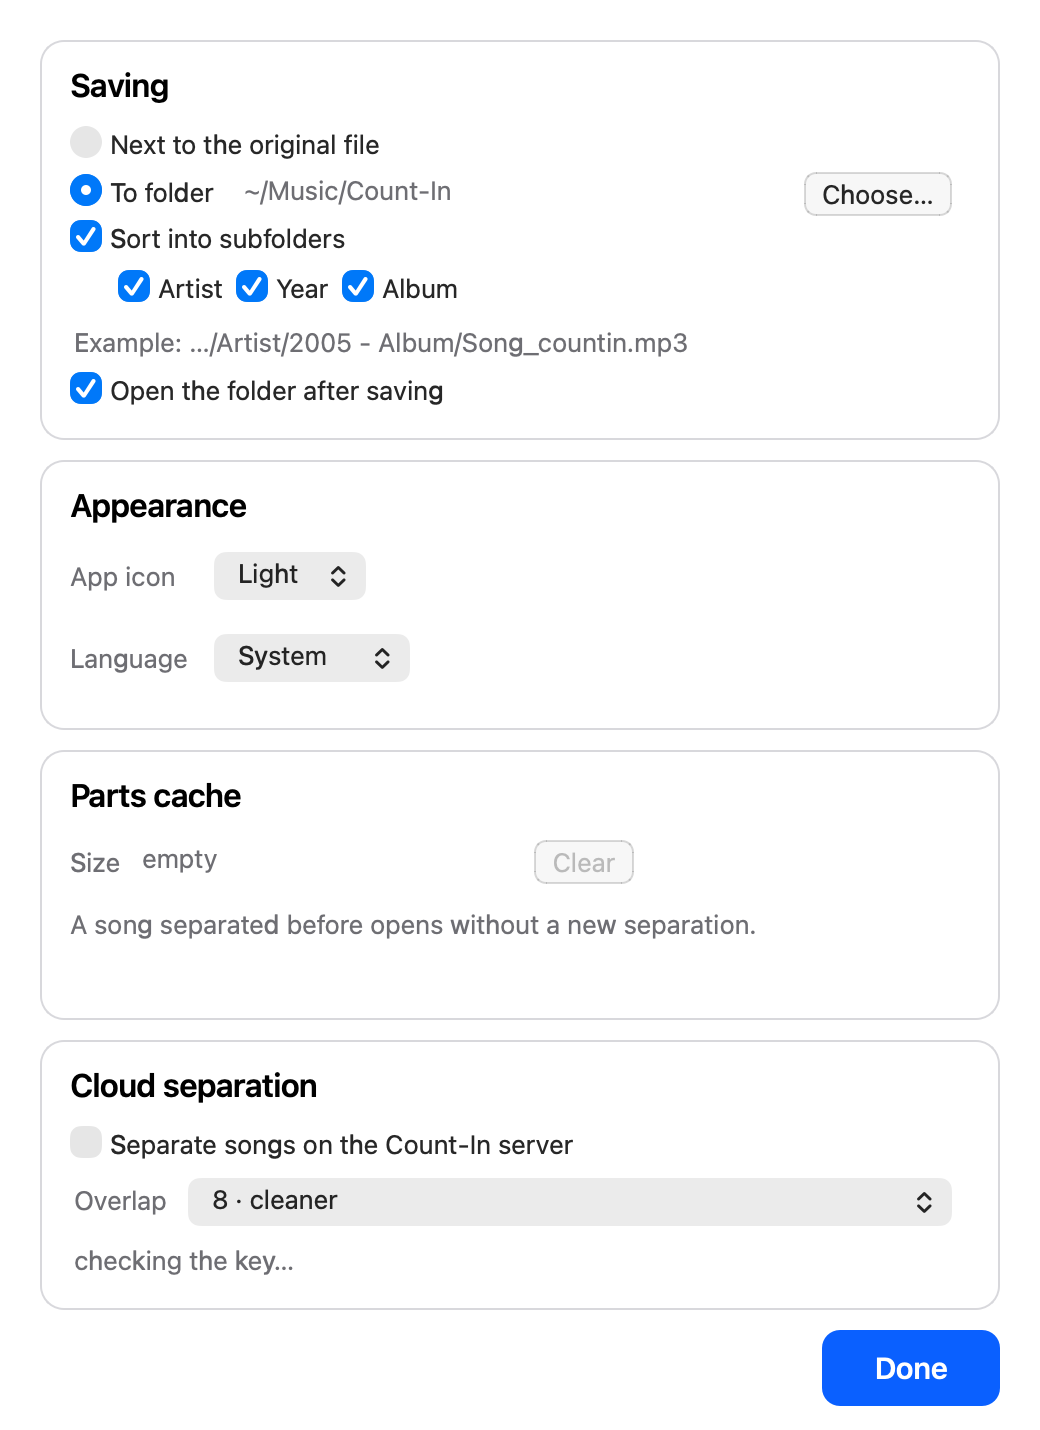 Saving
Next to the original file
To folder ~/Music/Count-In Choose...
Sort into subfolders
Artist Year Album
Example: .../Artist/2005 - Album/Song_countin.mp3
Open the folder after saving
Appearance
App icon Light
Language System
Parts cache
Size empty Clear
A song separated before opens without a new separation.
Cloud separation
Separate songs on the Count-In server
Overlap 8 · cleaner
checking the key...
Done